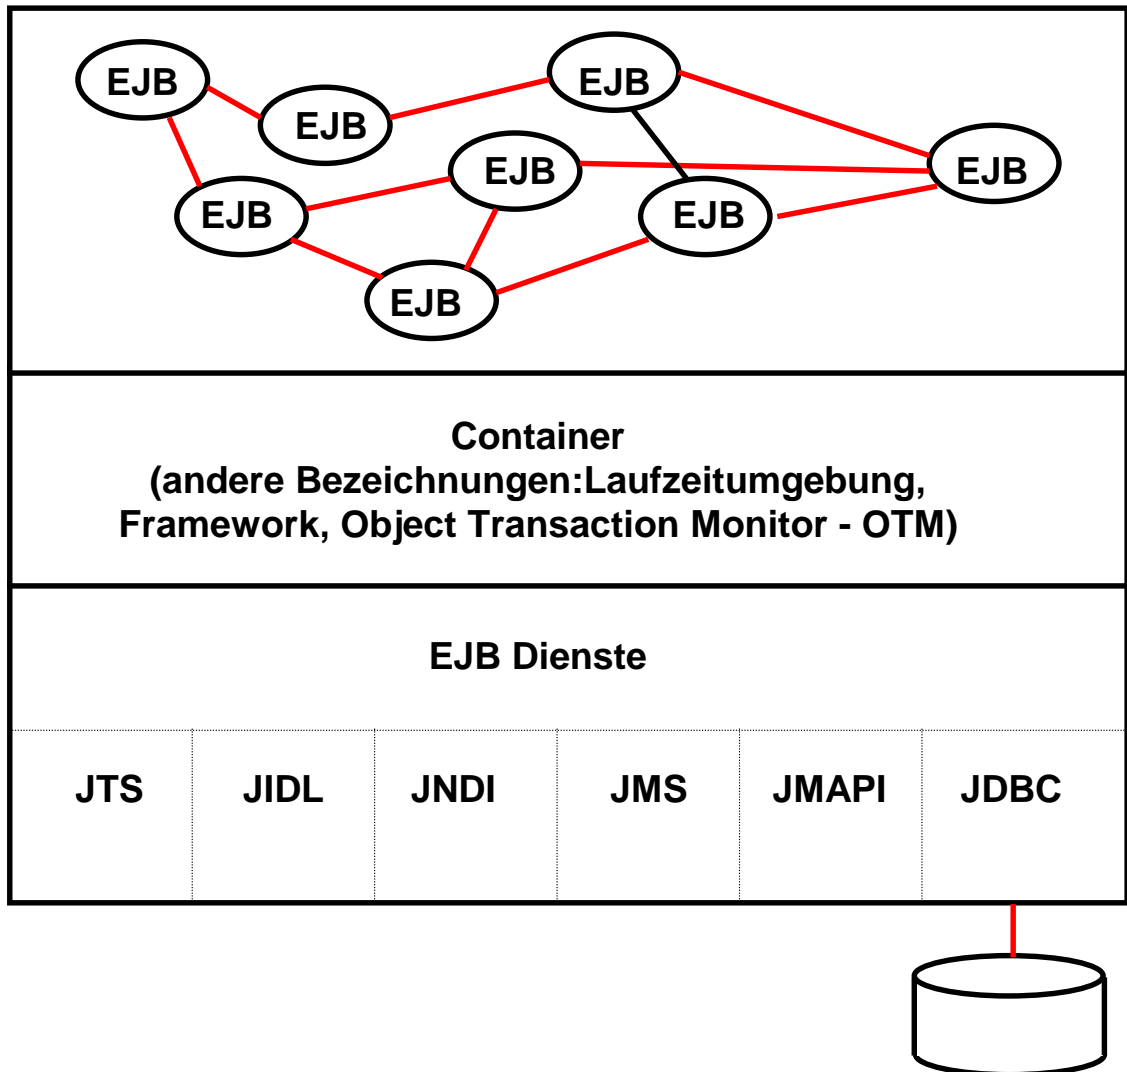 EJB
EJB
EJB
EJB
EJB
EJB
EJB
EJB
Container
(andere Bezeichnungen:Laufzeitumgebung,
Framework, Object Transaction Monitor - OTM)
EJB Dienste
JTS JIDL JNDI JMS JMAPI JDBC